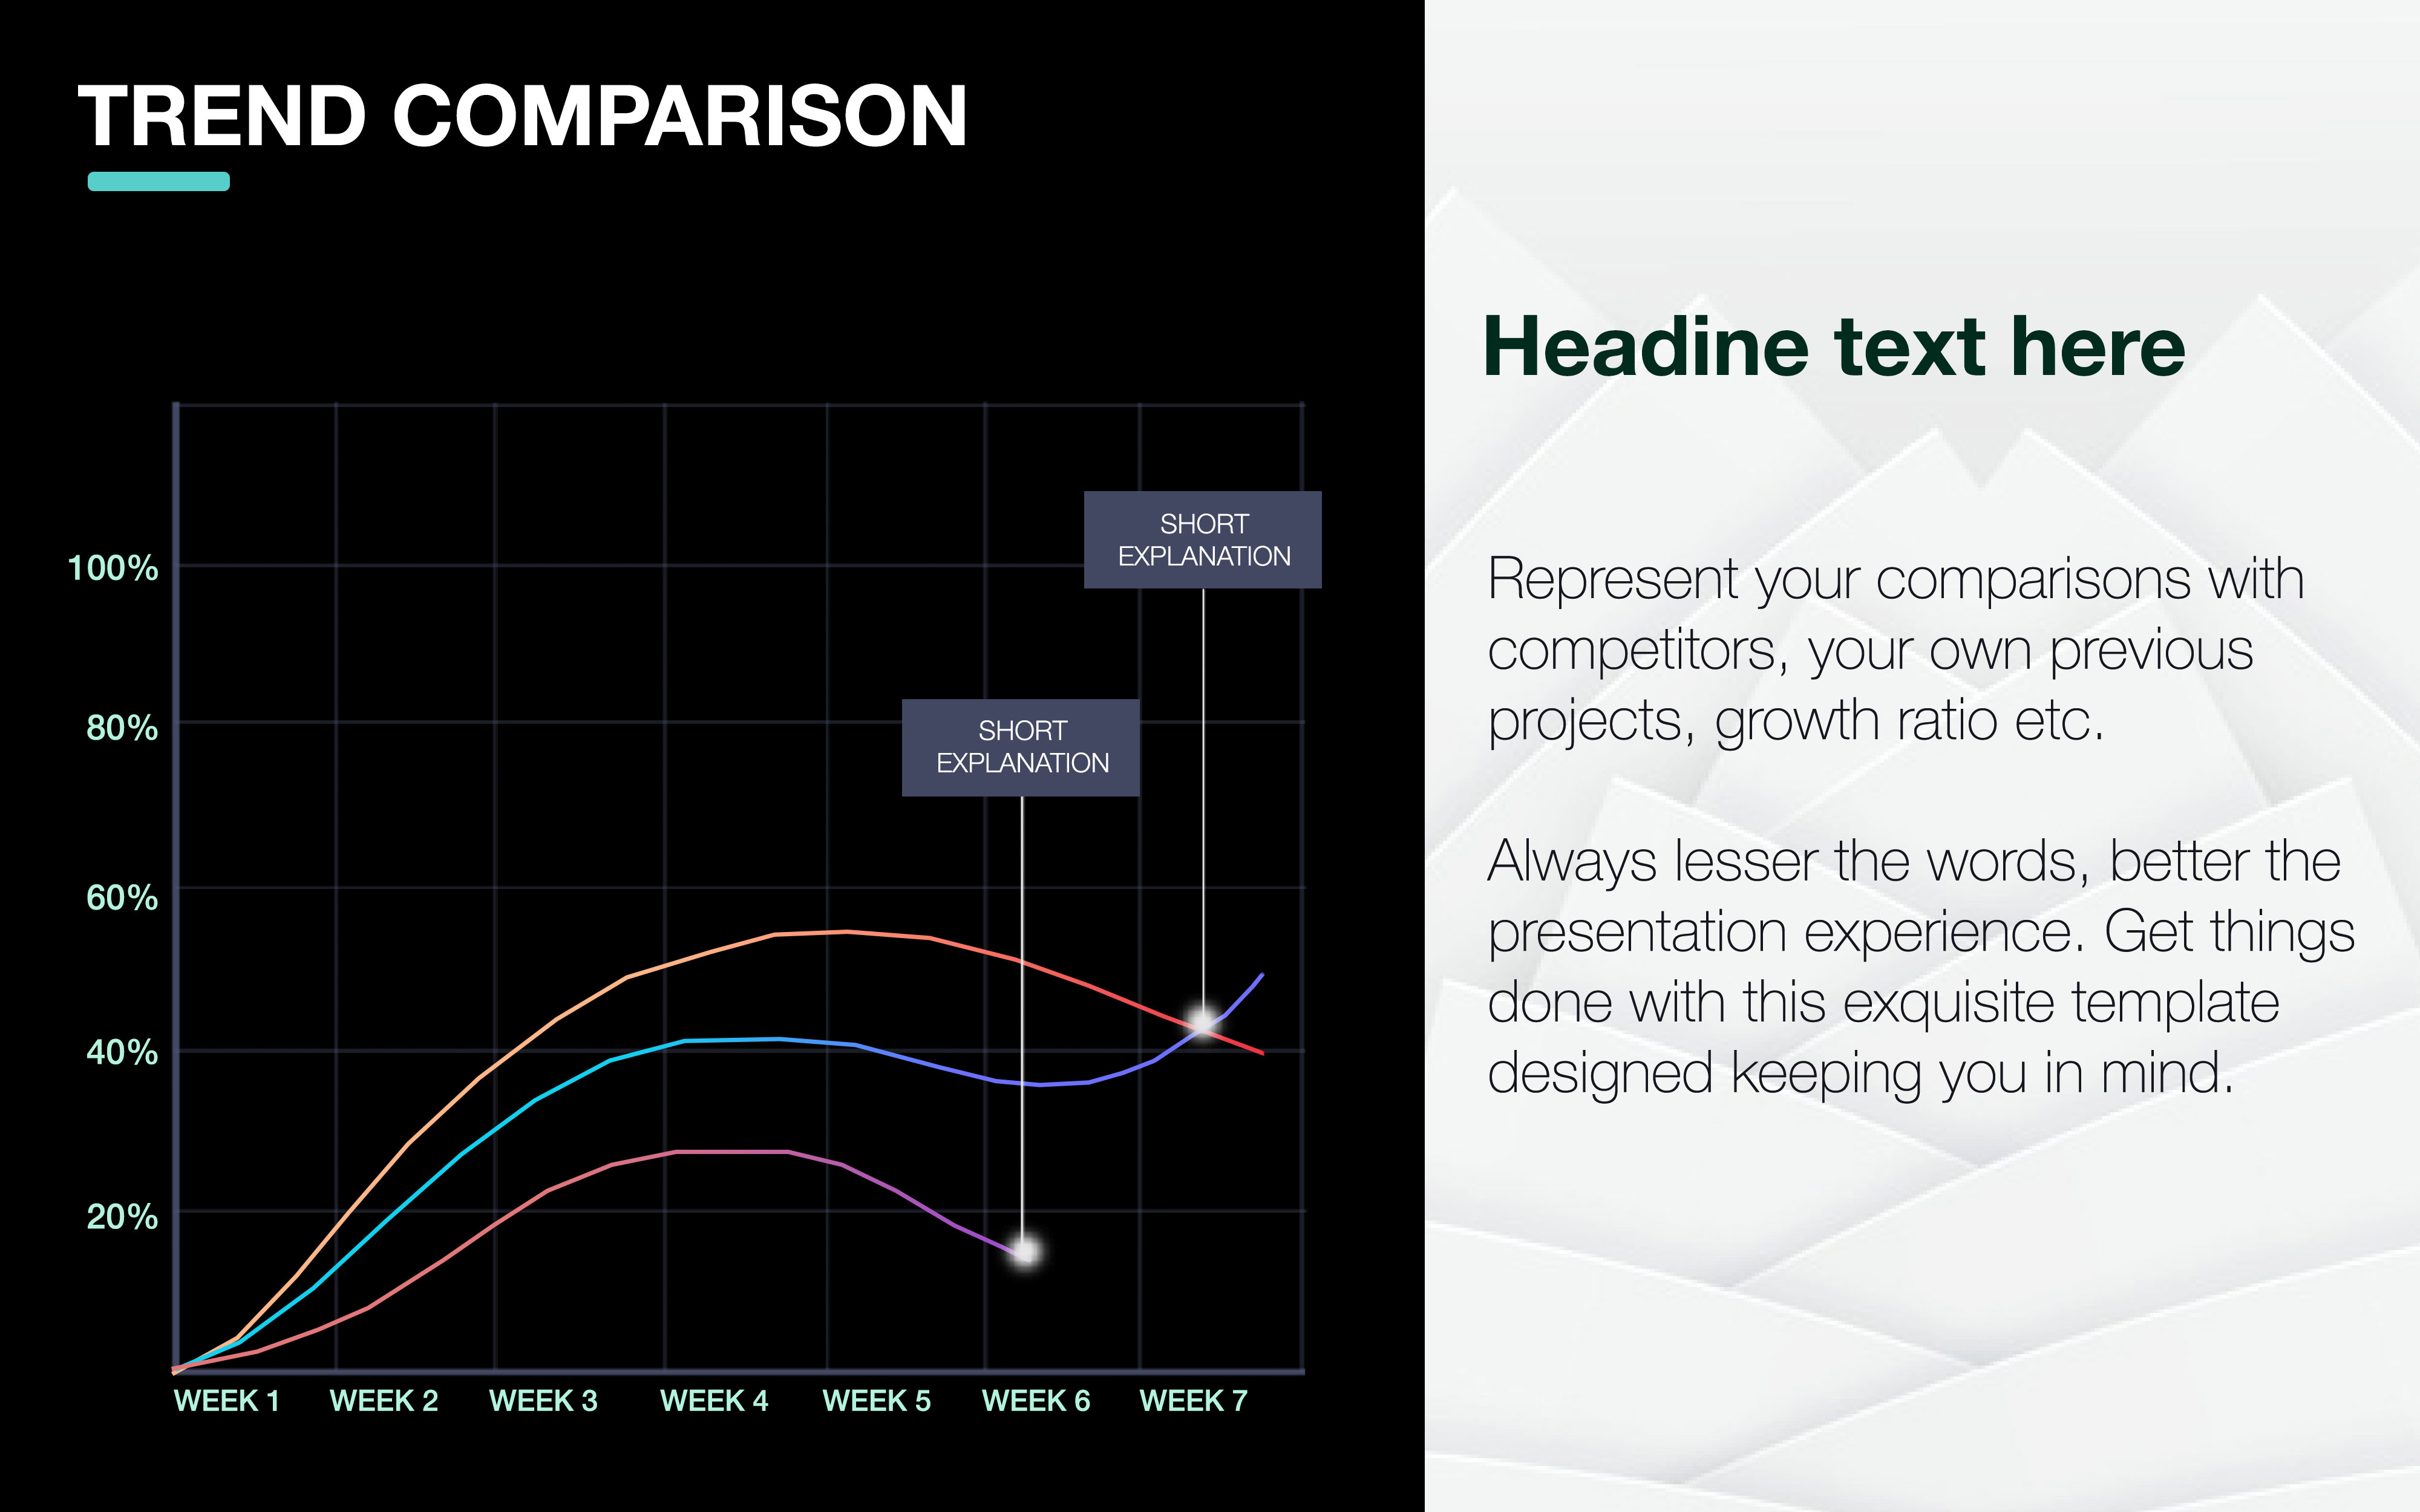 TREND COMPARISON
100%
80%
60%
40%
20%
SHORT
EXPLANATION
SHORT
EXPLANATION
WEEK 1
WEEK 2
WEEK 3
WEEK 4
WEEK 5
WEEK 6
WEEK 7
Headine text here
Represent your comparisons with
competitors, your own previous
projects, growth ratio etc.
Always lesser the words, better the
presentation experience. Get things
done with this exquisite template
designed keeping you in mind.